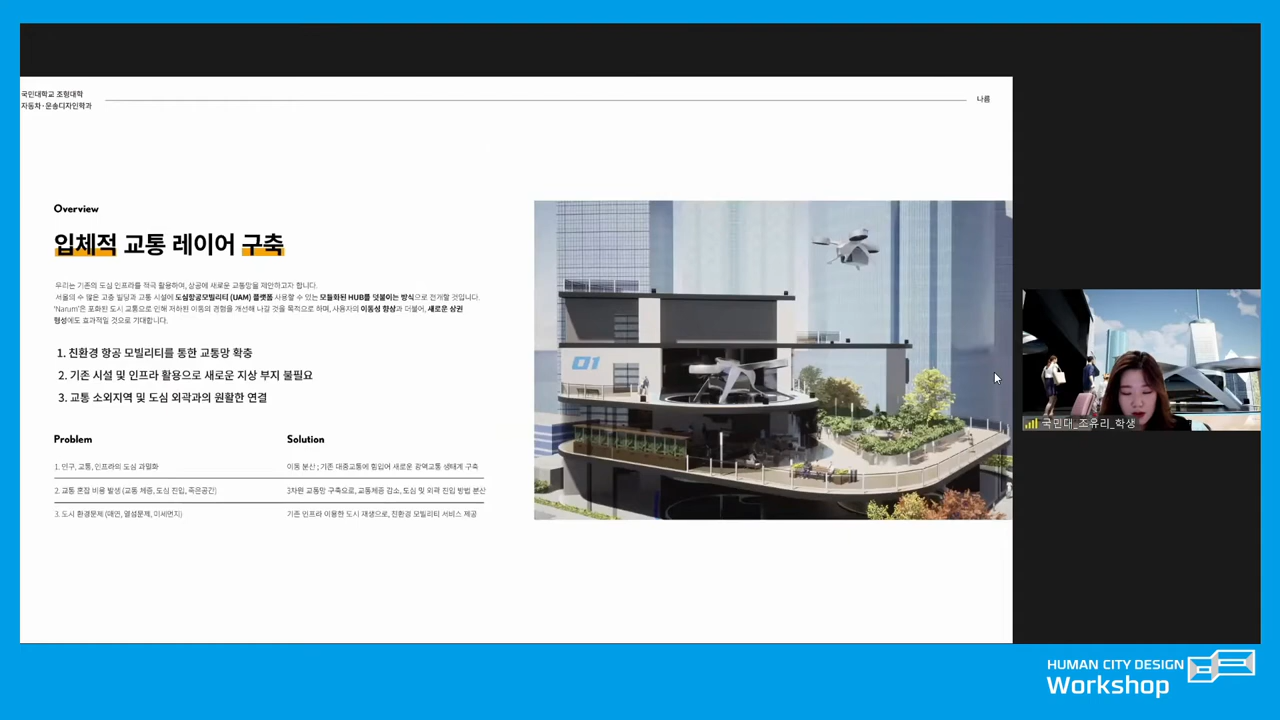 국민대학교 조형대학
자동차·운송디자인학과
나름
Overview
입체적 교통 레이어 구축
우리는 기존의 도심 인프라를 적극 활용하여, 상공에 새로운 교통망을 제안하고자 합니다.
서울의 수 많은 고층 빌딩과 교통 시설에 도심항공모빌리티 (UAM) 플랫폼 사용할 수 있는 모듈화된 HUB를 덧붙이는 방식으로 전개할 것입니다.
'Narum'은 포화된 도시 교통으로 인해 저하된 이동의 경험을 개선해 나갈 것을 목적으로 하며, 사용자의 이동성 향상과 더불어, 새로운 상권
형성에도 효과적일 것으로 기대합니다.
1. 친환경 항공 모빌리티를 통한 교통망 확충
2. 기존 시설 및 인프라 활용으로 새로운 지상 부지 불필요
3. 교통 소외지역 및 도심 외곽과의 원활한 연결
Problem
Solution
1. 인구, 교통, 인프라의 도심 과밀화
이동 분산 ; 기존 대중교통에 힘입어 새로운 광역교통 생태계 구축
2. 교통 혼잡 비용 발생 (교통 체증, 도심 진입, 죽은공간)
3차원 교통망 구축으로, 교통체증 감소, 도심 및 외곽 진입 방법 분산
3. 도시 환경문제 (매연, 열섬문제, 미세먼지)
기존 인프라 이용한 도시 재생으로, 친환경 모빌리티 서비스 제공
01
국민대_조유리_학생
HUMAN CITY DESIGN
Workshop